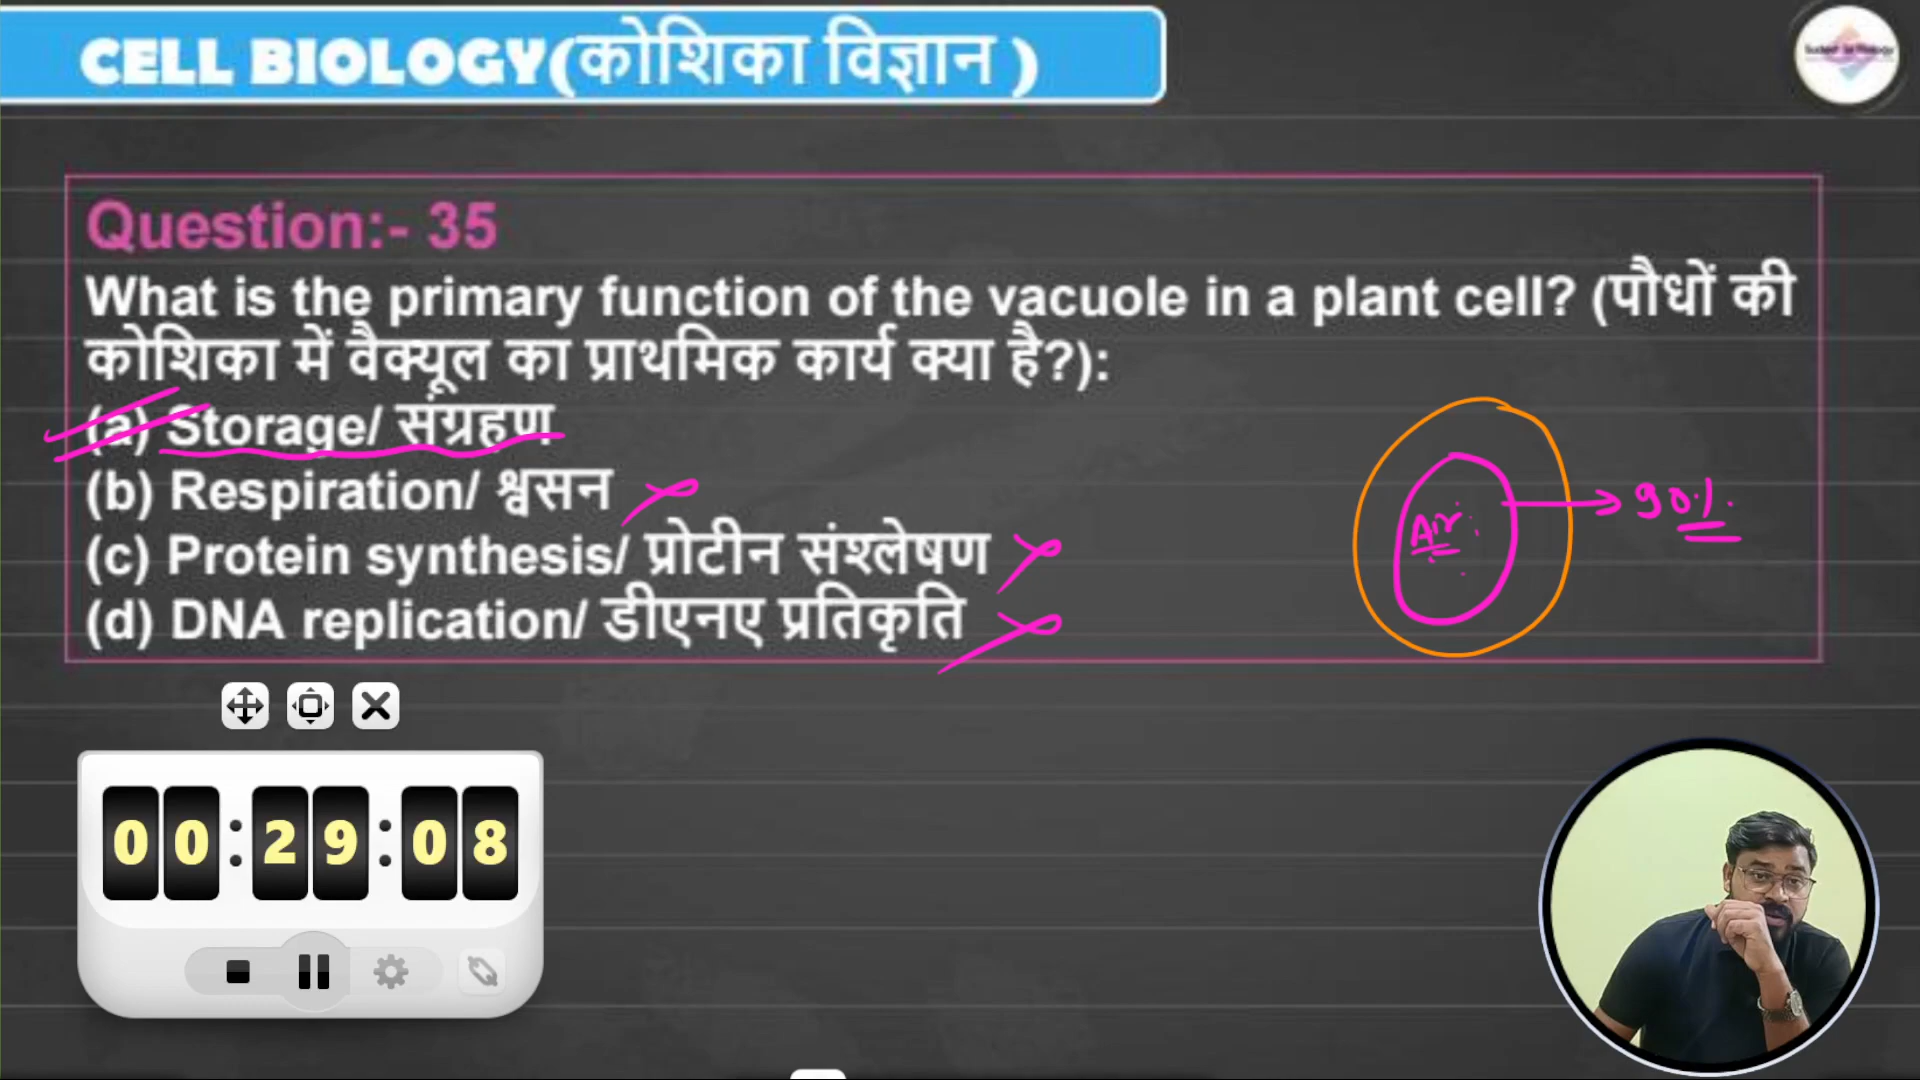 CELL BIOLOGY(कोशिका विज्ञान )
Question:- 35
What is the primary function of the vacuole in a plant cell? (पौधों की
कोशिका में वैक्यूल का प्राथमिक कार्य क्या है?):
(a) Storage/ संग्रहण
(b) Respiration/ श्वसन
(c) Protein synthesis/ प्रोटीन संश्लेषण
(d) DNA replication/ डीएनए प्रतिकृति
Air
90%
00:29:08